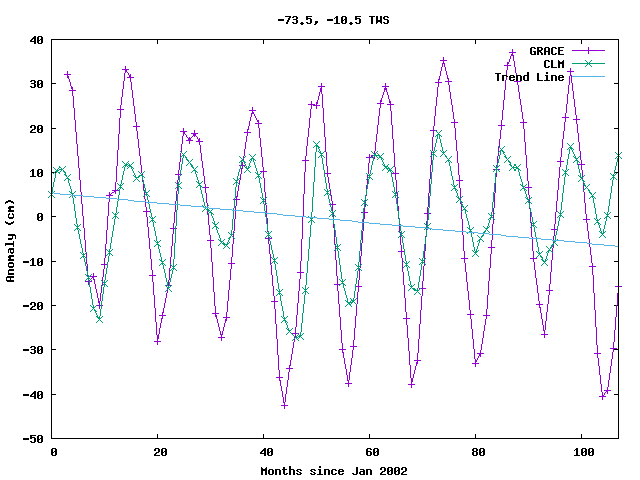 -73.5, -10.5 TWS
GRACE
CLM
Trend Line
40
30
20
10
0
-10
-20
-30
-40
-50
Anomaly (cm)
0 20 40 60 80 100
Months since Jan 2002